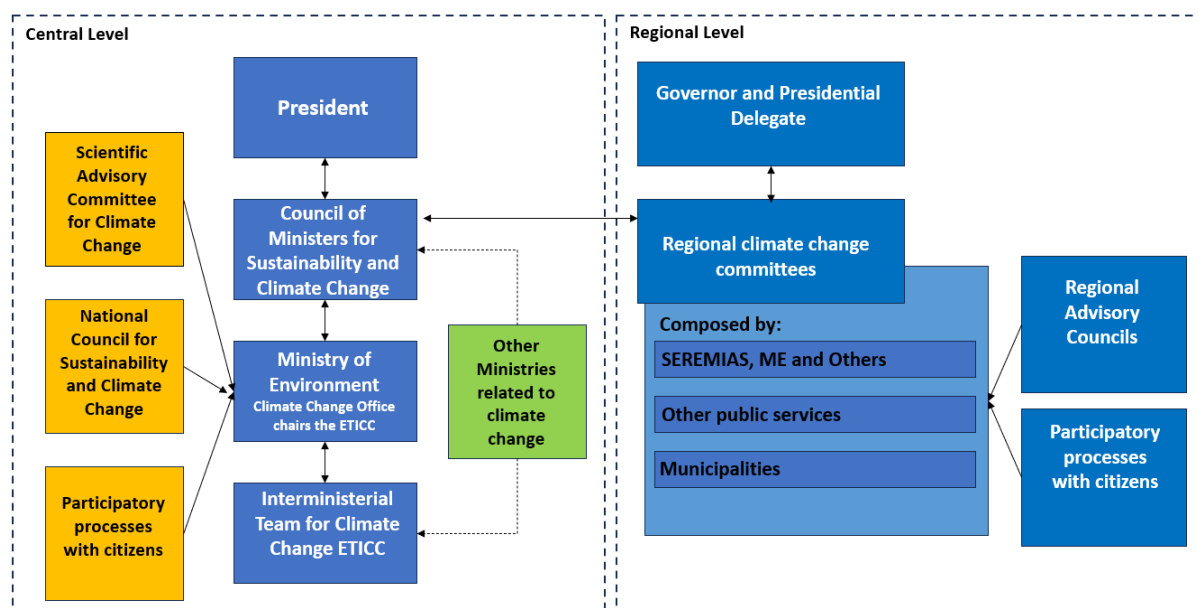 Central Level
President
Scientific
Advisory
Committee
for Climate
Change
Council of
Ministers for
Sustainability and
Climate Change
National
Council for
Sustainability
and Climate
Change
Ministry of
Environment
Climate Change Office
chairs the ETICC
Other
Ministries
related to
climate
change
Participatory
processes
with citizens
Interministerial
Team for Climate
Change ETICC
Regional Level
Governor and Presidential
Delegate
Regional climate change
committees
Composed by:
SEREMIAS, ME and Others
Other public services
Municipalities
Regional
Advisory
Councils
Participatory
processes
with citizens